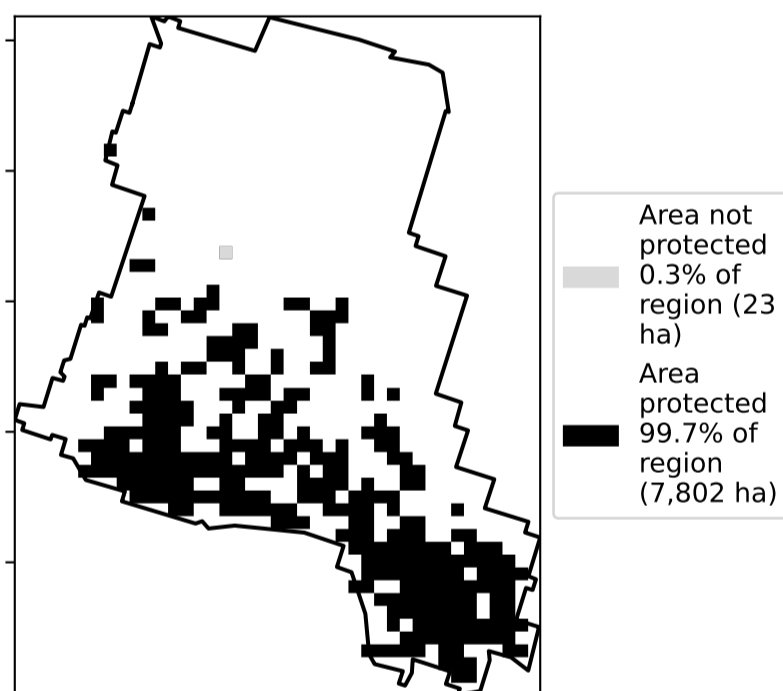 Area not
protected
0.3% of
region (23
ha)
Area
protected
99.7% of
region
(7,802 ha)